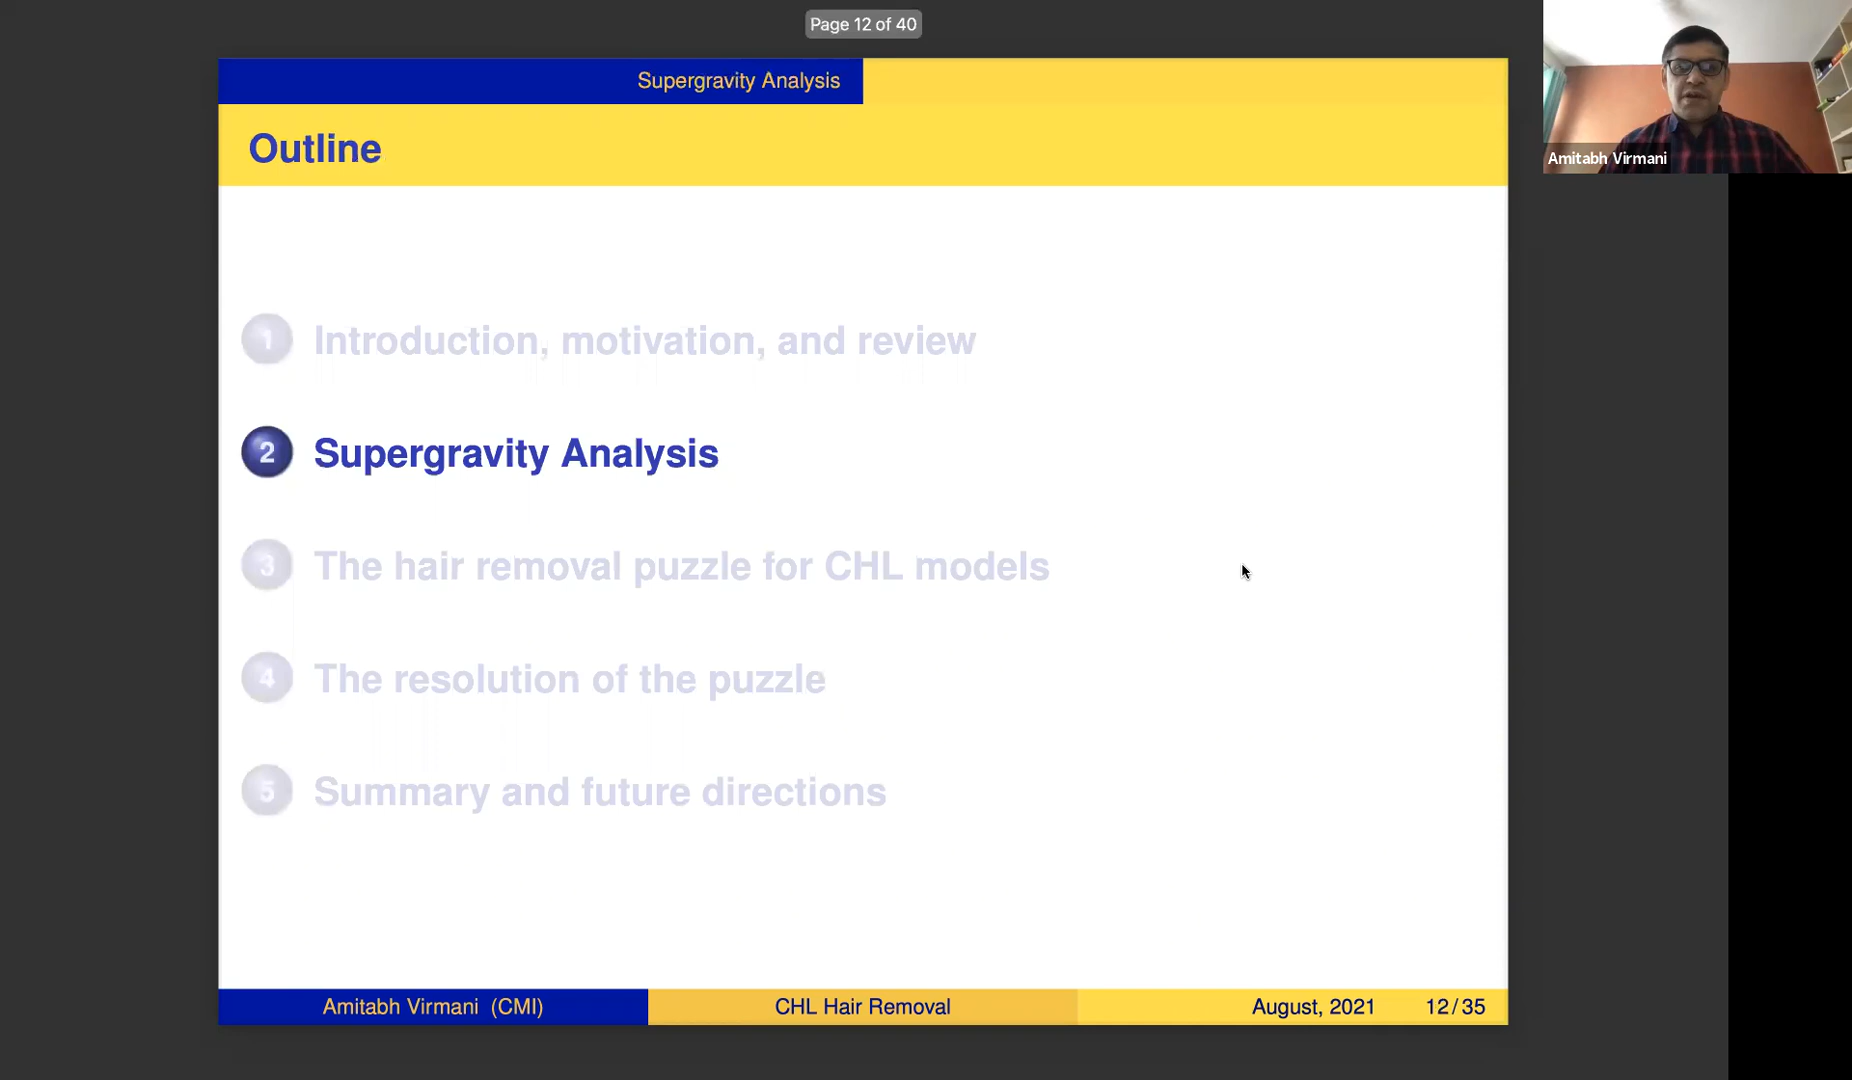 Page 12 of 40
Supergravity Analysis
Outline
1 Introduction, motivation, and review
2 Supergravity Analysis
3 The hair removal puzzle for CHL models
4 The resolution of the puzzle
5 Summary and future directions
Amitabh Virmani (CMI) CHL Hair Removal August, 2021 12/35
Amitabh Virmani